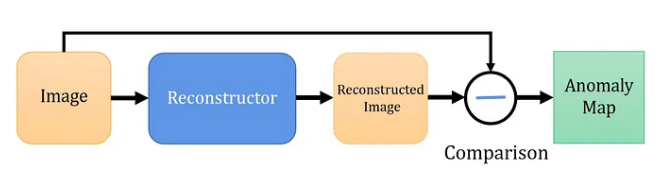 Image
Reconstructor
Reconstructed
Image
Comparison
Anomaly
Map